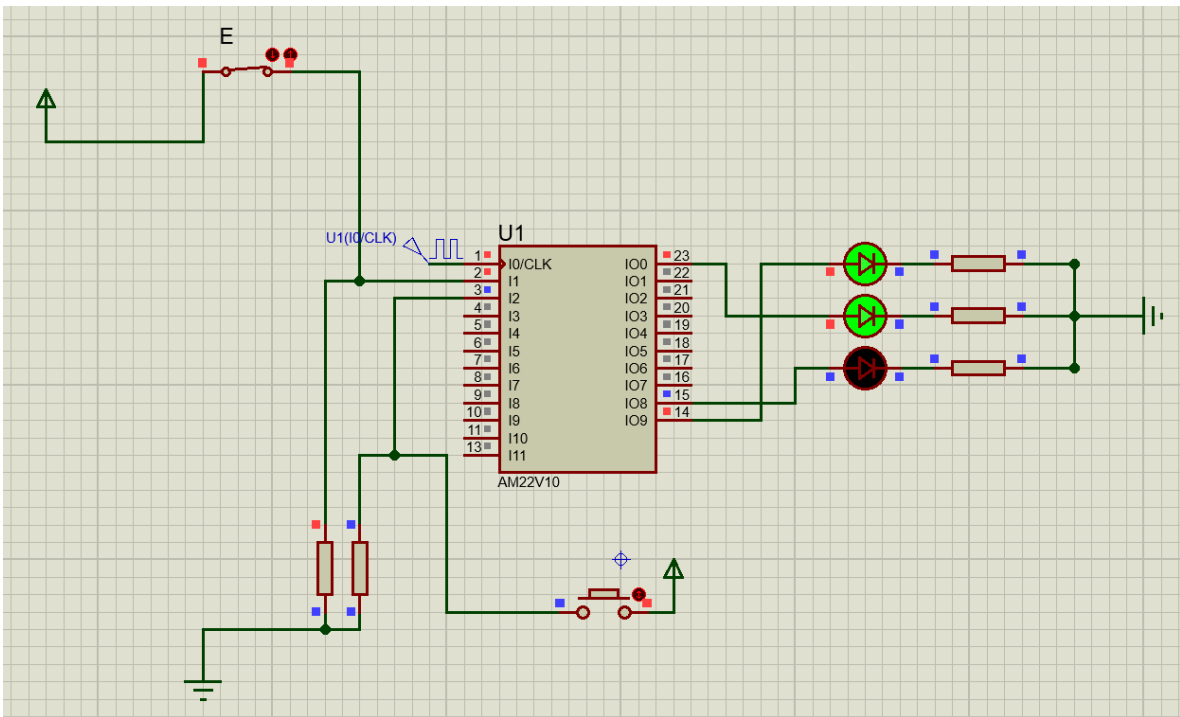 E
U1(I0/CLK)
U1
1 I0/CLK IO0 23
2 I1 IO1 22
3 I2 IO2 21
4 I3 IO3 20
5 I4 IO4 19
6 I5 IO5 18
7 I6 IO6 17
8 I7 IO7 16
9 I8 IO8 15
10 I9 IO9 14
11 I10
13 I11
AM22V10